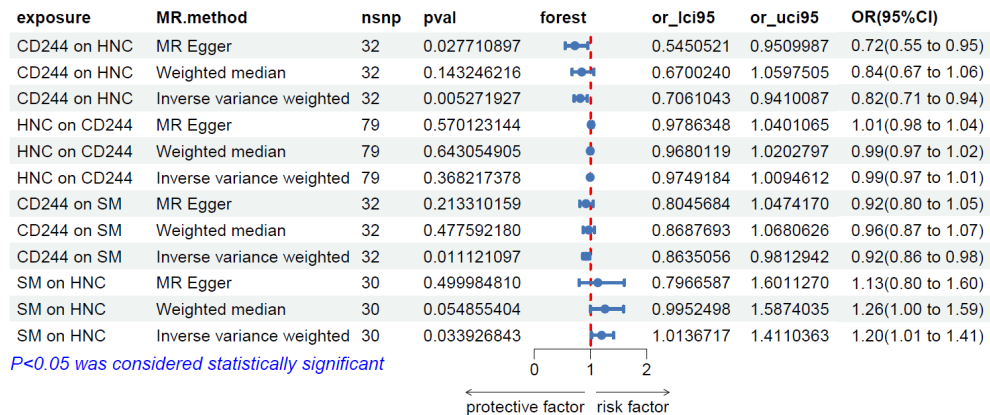 exposure MR.method nsnp pval forest or_lci95 or_uci95 OR(95%CI)
CD244 on HNC MR Egger 32 0.027710897 0.5450521 0.9509987 0.72(0.55 to 0.95)
CD244 on HNC Weighted median 32 0.143246216 0.6700240 1.0597505 0.84(0.67 to 1.06)
CD244 on HNC Inverse variance weighted 32 0.005271927 0.7061043 0.9410087 0.82(0.71 to 0.94)
HNC on CD244 MR Egger 79 0.570123144 0.9786348 1.0401065 1.01(0.98 to 1.04)
HNC on CD244 Weighted median 79 0.643054905 0.9680119 1.0202797 0.99(0.97 to 1.02)
HNC on CD244 Inverse variance weighted 79 0.368217378 0.9749184 1.0094612 0.99(0.97 to 1.01)
CD244 on SM MR Egger 32 0.213310159 0.8045684 1.0474170 0.92(0.80 to 1.05)
CD244 on SM Weighted median 32 0.477592180 0.8687693 1.0680626 0.96(0.87 to 1.07)
CD244 on SM Inverse variance weighted 32 0.011121097 0.8635056 0.9812942 0.92(0.86 to 0.98)
SM on HNC MR Egger 30 0.499984810 0.7966587 1.6011270 1.13(0.80 to 1.60)
SM on HNC Weighted median 30 0.054855404 0.9952498 1.5874035 1.26(1.00 to 1.59)
SM on HNC Inverse variance weighted 30 0.033926843 1.0136717 1.4110363 1.20(1.01 to 1.41)
P<0.05 was considered statistically significant
0 1 2
protective factor risk factor